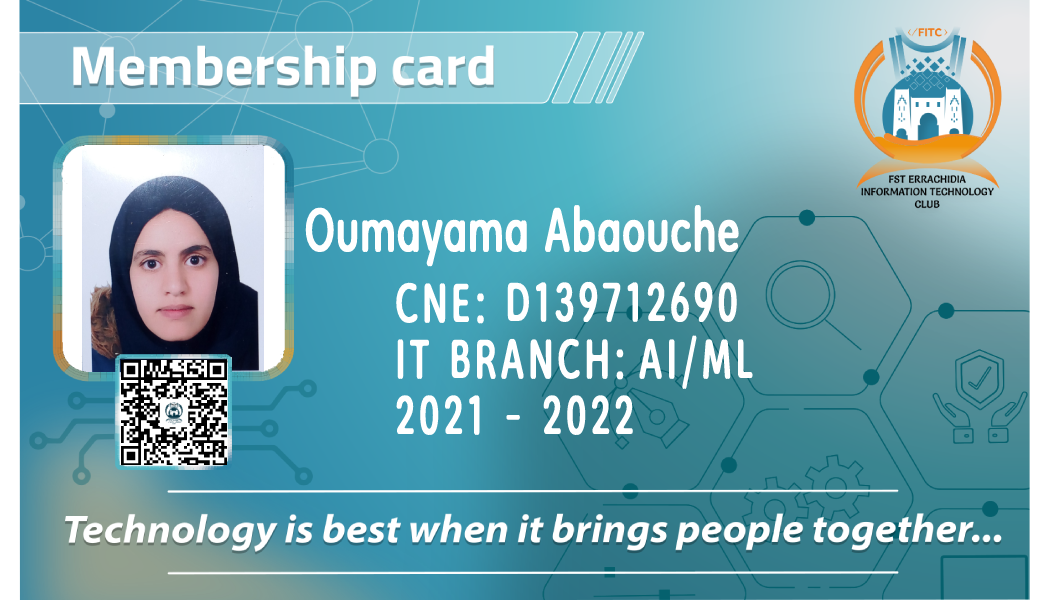 Membership card
</FITC>
FST ERRACHIDIA
INFORMATION TECHNOLOGY
CLUB
Oumayama Abaouche
CNE: D139712690
IT BRANCH: AI/ML
2021 - 2022
Technology is best when it brings people together...